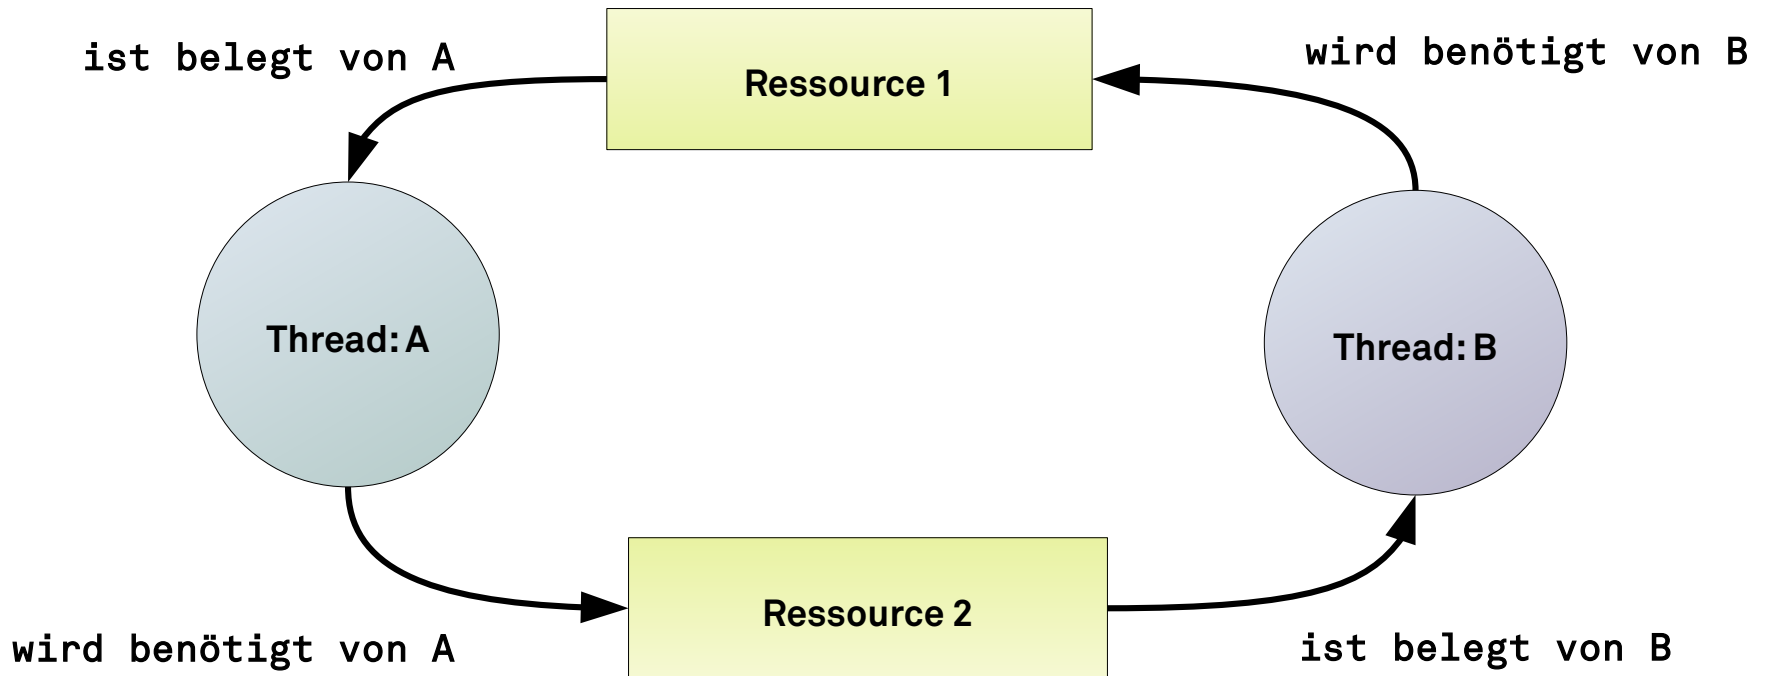 ist belegt von A
Ressource 1
wird benötigt von B
Thread: A
Thread: B
wird benötigt von A
Ressource 2
ist belegt von B